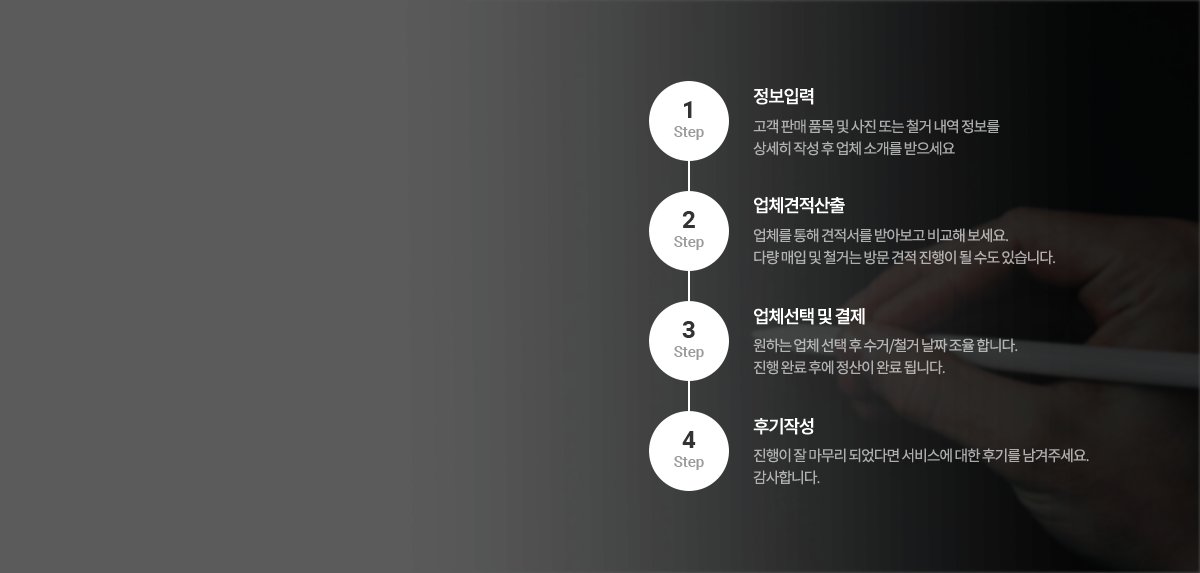 1
Step
정보입력
고객 판매 품목 및 사진 또는 철거 내역 정보를
상세히 작성 후 업체 소개를 받으세요
2
Step
업체견적산출
업체를 통해 견적서를 받아보고 비교해 보세요.
다량 매입 및 철거는 방문 견적 진행이 될 수도 있습니다.
3
Step
업체선택 및 결제
원하는 업체 선택 후 수거/철거 날짜 조율 합니다.
진행 완료 후에 정산이 완료 됩니다.
4
Step
후기작성
진행이 잘 마무리 되었다면 서비스에 대한 후기를 남겨주세요.
감사합니다.